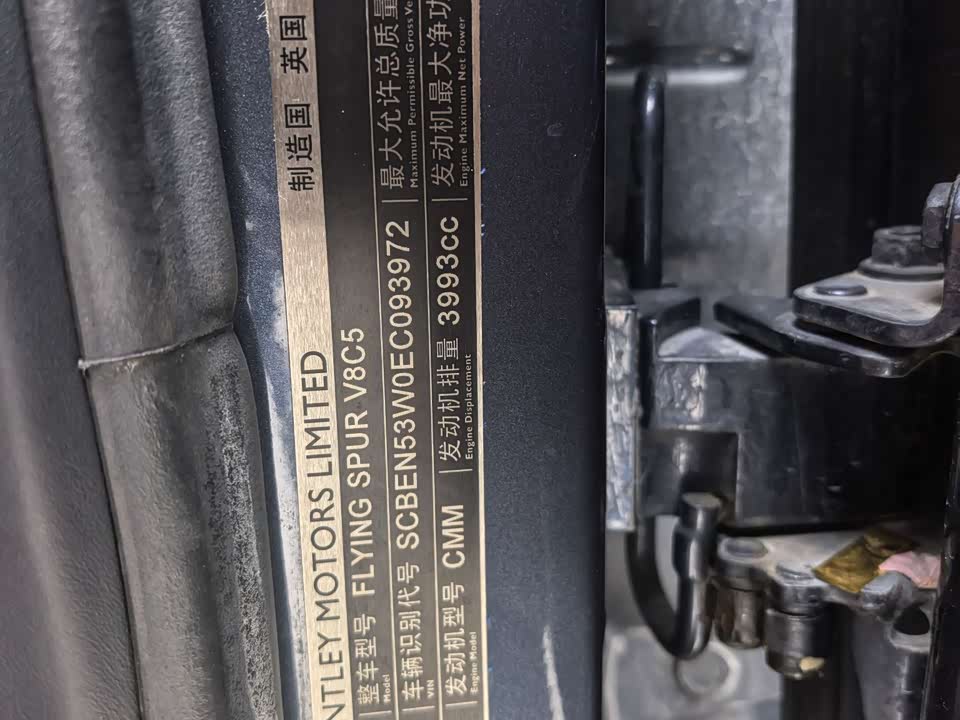 NTLEY MOTORS LIMITED 制造国 英国
整车型号 FLYING SPUR V8C5
Model
车辆识别代号 SCBEN53W0EC093972 最大允许总质量
VIN Maximum Permissible Gross Ve
发动机型号 CMM 发动机排量 3993cc 发动机最大净功
Engine Model Engine Displacement Engine Maximum Net Power